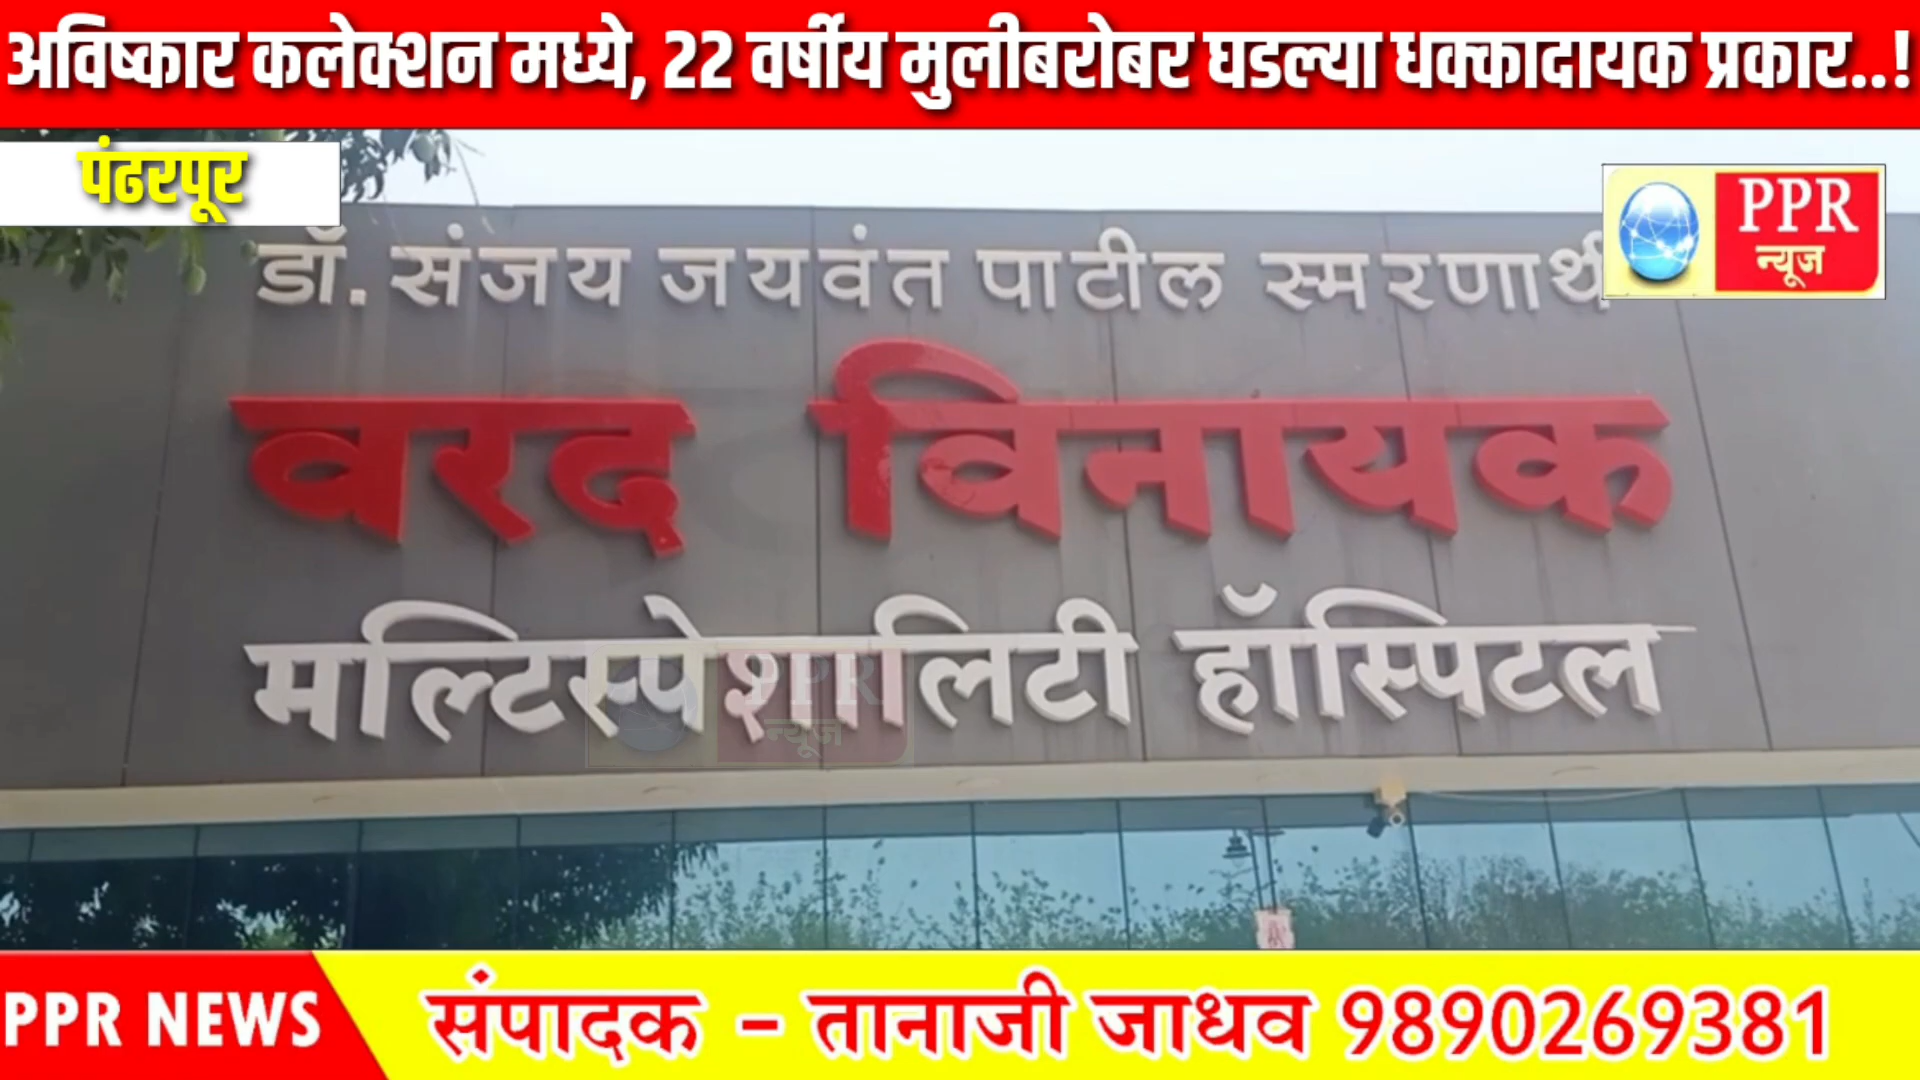 अविष्कार कलेक्शन मध्ये, 22 वर्षीय मुलीबरोबर घडल्या धक्कादायक प्रकार..!
पंढरपूर
PPR
न्यूज
डॉ. संजय जयवंत पाटील स्मरणार्थ
वरद विनायक
मल्टिस्पेशालिटी हॉस्पिटल
PPR
न्यूज
PPR NEWS
संपादक - तानाजी जाधव 9890269381